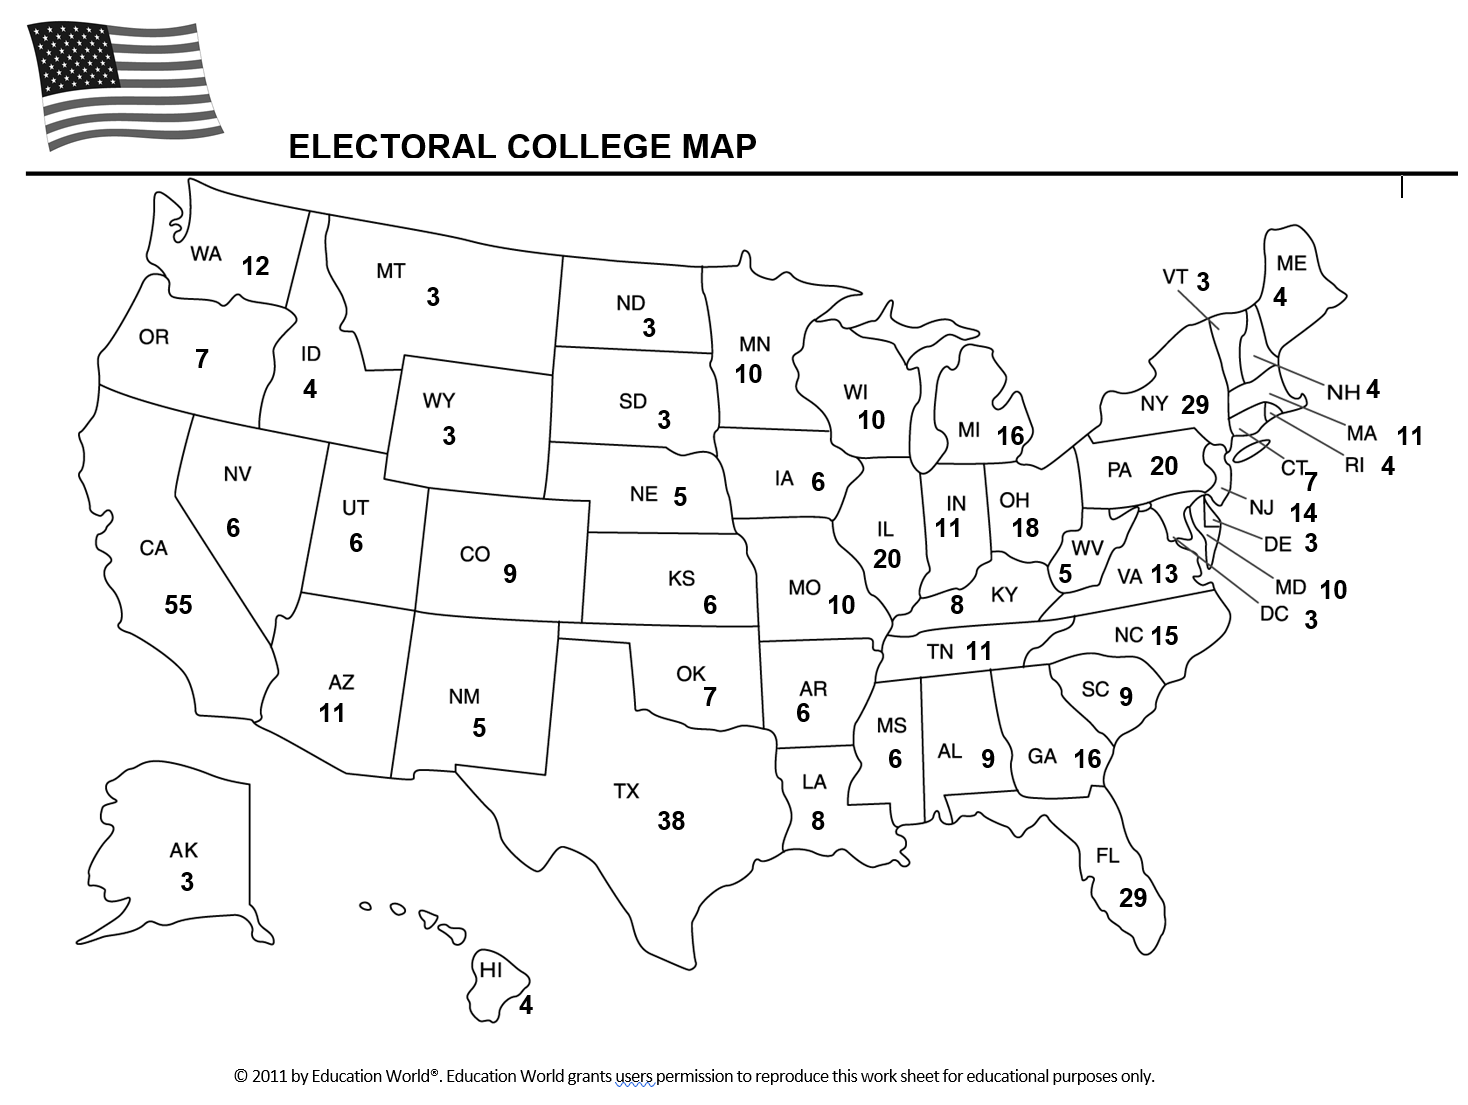 ELECTORAL COLLEGE MAP
WA 12
MT 3
ND 3
MN 10
VT 3
ME 4
OR 7
ID 4
WY 3
SD 3
WI 10
MI 16
NY 29
NH 4
MA 11
RI 4
CT 7
NV 6
UT 6
CO 9
NE 5
IA 6
IL 20
IN 11
OH 18
PA 20
NJ 14
DE 3
MD 10
DC 3
CA 55
KS 6
MO 10
KY 8
WV 5
VA 13
AZ 11
NM 5
OK 7
AR 6
TN 11
NC 15
SC 9
TX 38
LA 8
MS 6
AL 9
GA 16
FL 29
AK 3
HI 4
© 2011 by Education World®. Education World grants users permission to reproduce this work sheet for educational purposes only.